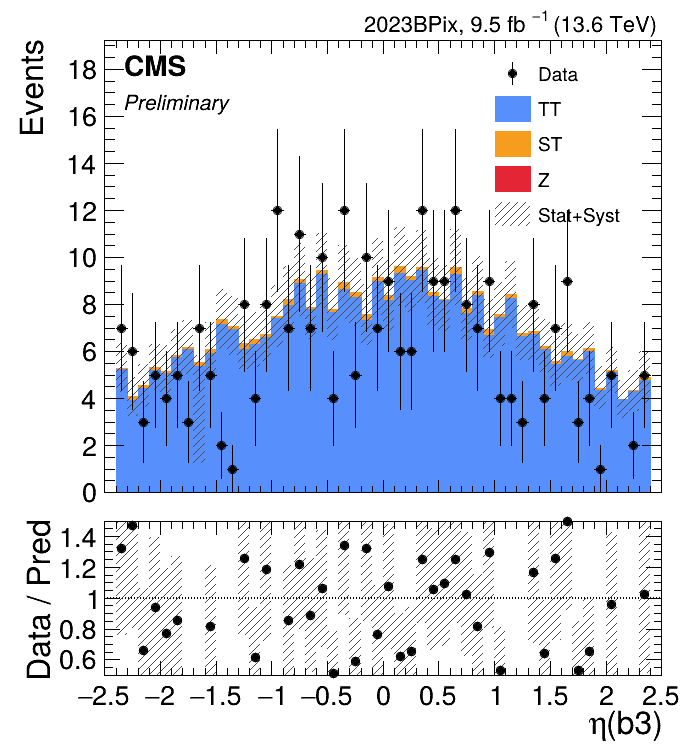 2023BPix, 9.5 fb⁻¹ (13.6 TeV)
CMS
Preliminary
Events
Data
TT
ST
Z
Stat+Syst
18
16
14
12
10
8
6
4
2
0
Data / Pred
1.4
1.2
1
0.8
0.6
−2.5 −2 −1.5 −1 −0.5 0 0.5 1 1.5 2 2.5
η(b3)